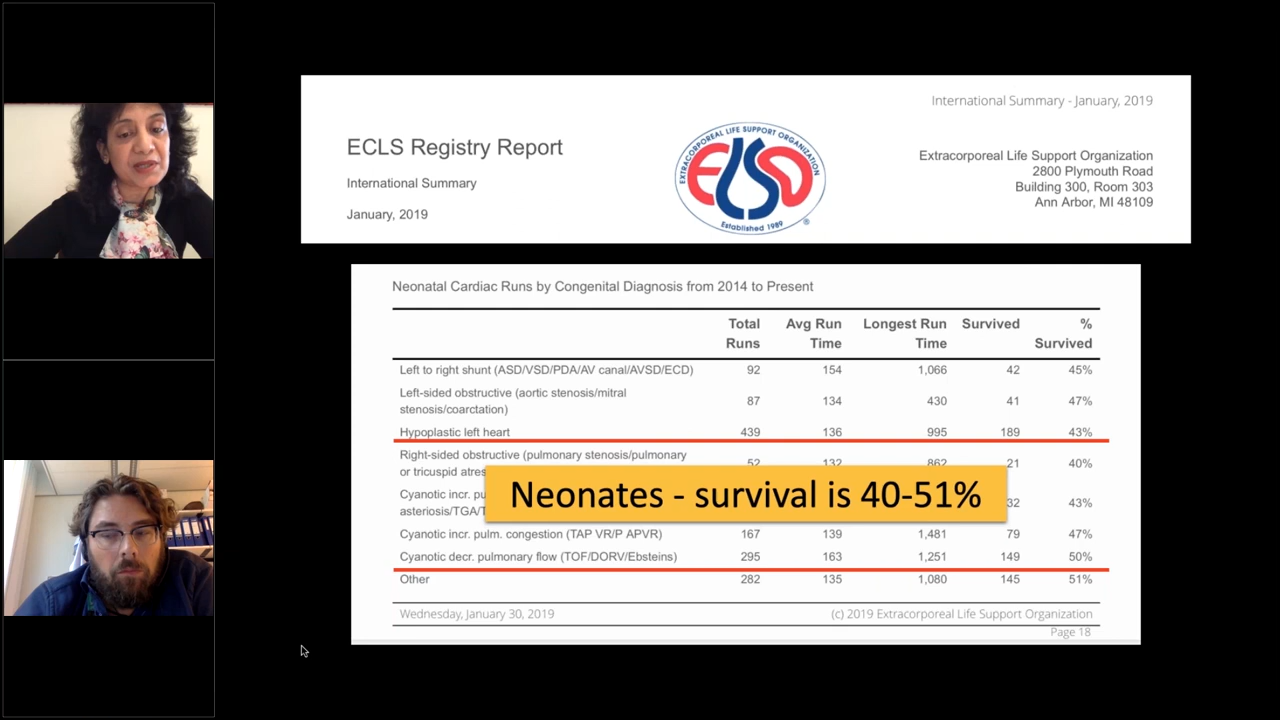 International Summary - January, 2019
ECLS Registry Report
International Summary
January, 2019
EXTRACORPOREAL LIFE SUPPORT ORGANIZATION
ELSO
Established 1989
®
Extracorporeal Life Support Organization
2800 Plymouth Road
Building 300, Room 303
Ann Arbor, MI 48109
Neonatal Cardiac Runs by Congenital Diagnosis from 2014 to Present
Total Runs Avg Run Time Longest Run Time Survived % Survived
Left to right shunt (ASD/VSD/PDA/AV canal/AVSD/ECD) 92 154 1,066 42 45%
Left-sided obstructive (aortic stenosis/mitral
stenosis/coarctation) 87 134 430 41 47%
Hypoplastic left heart 439 136 995 189 43%
Right-sided obstructive (pulmonary stenosis/pulmonary
or tricuspid 52 132 862 21 40%
Cyanotic incr. 32 43%
asteriosis/TGA/
Neonates - survival is 40-51%
Cyanotic incr. pulm. congestion (TAP VR/P APVR) 167 139 1,481 79 47%
Cyanotic decr. pulmonary flow (TOF/DORV/Ebsteins) 295 163 1,251 149 50%
Other 282 135 1,080 145 51%
Wednesday, January 30, 2019 (c) 2019 Extracorporeal Life Support Organization
Page 18